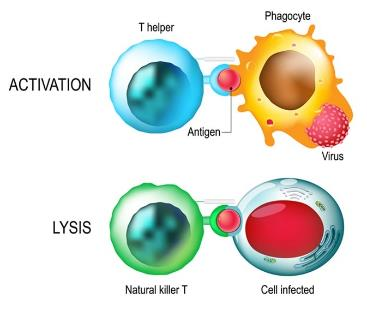 Phagocyte
T helper
ACTIVATION
Antigen
Virus
LYSIS
Natural killer T
Cell infected